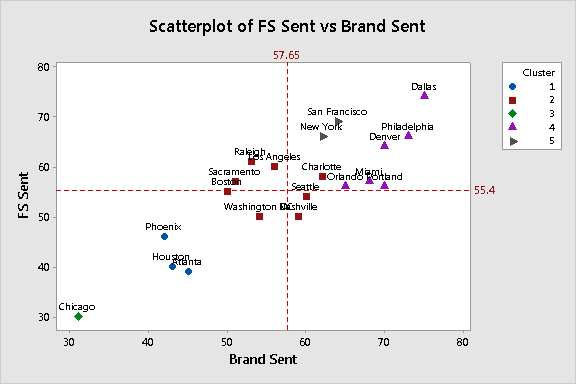 Scatterplot of FS Sent vs Brand Sent
57.65
80
70
60
50
40
30
FS Sent
30
40
50
60
70
80
Brand Sent
55.4
Cluster
1
2
3
4
5
Dallas
San Francisco
New York
Philadelphia
Denver
Raleigh
Los Angeles
Charlotte
Sacramento
Boston
Miami
Orlando
Portland
Seattle
Washington DC
Nashville
Phoenix
Houston
Atlanta
Chicago